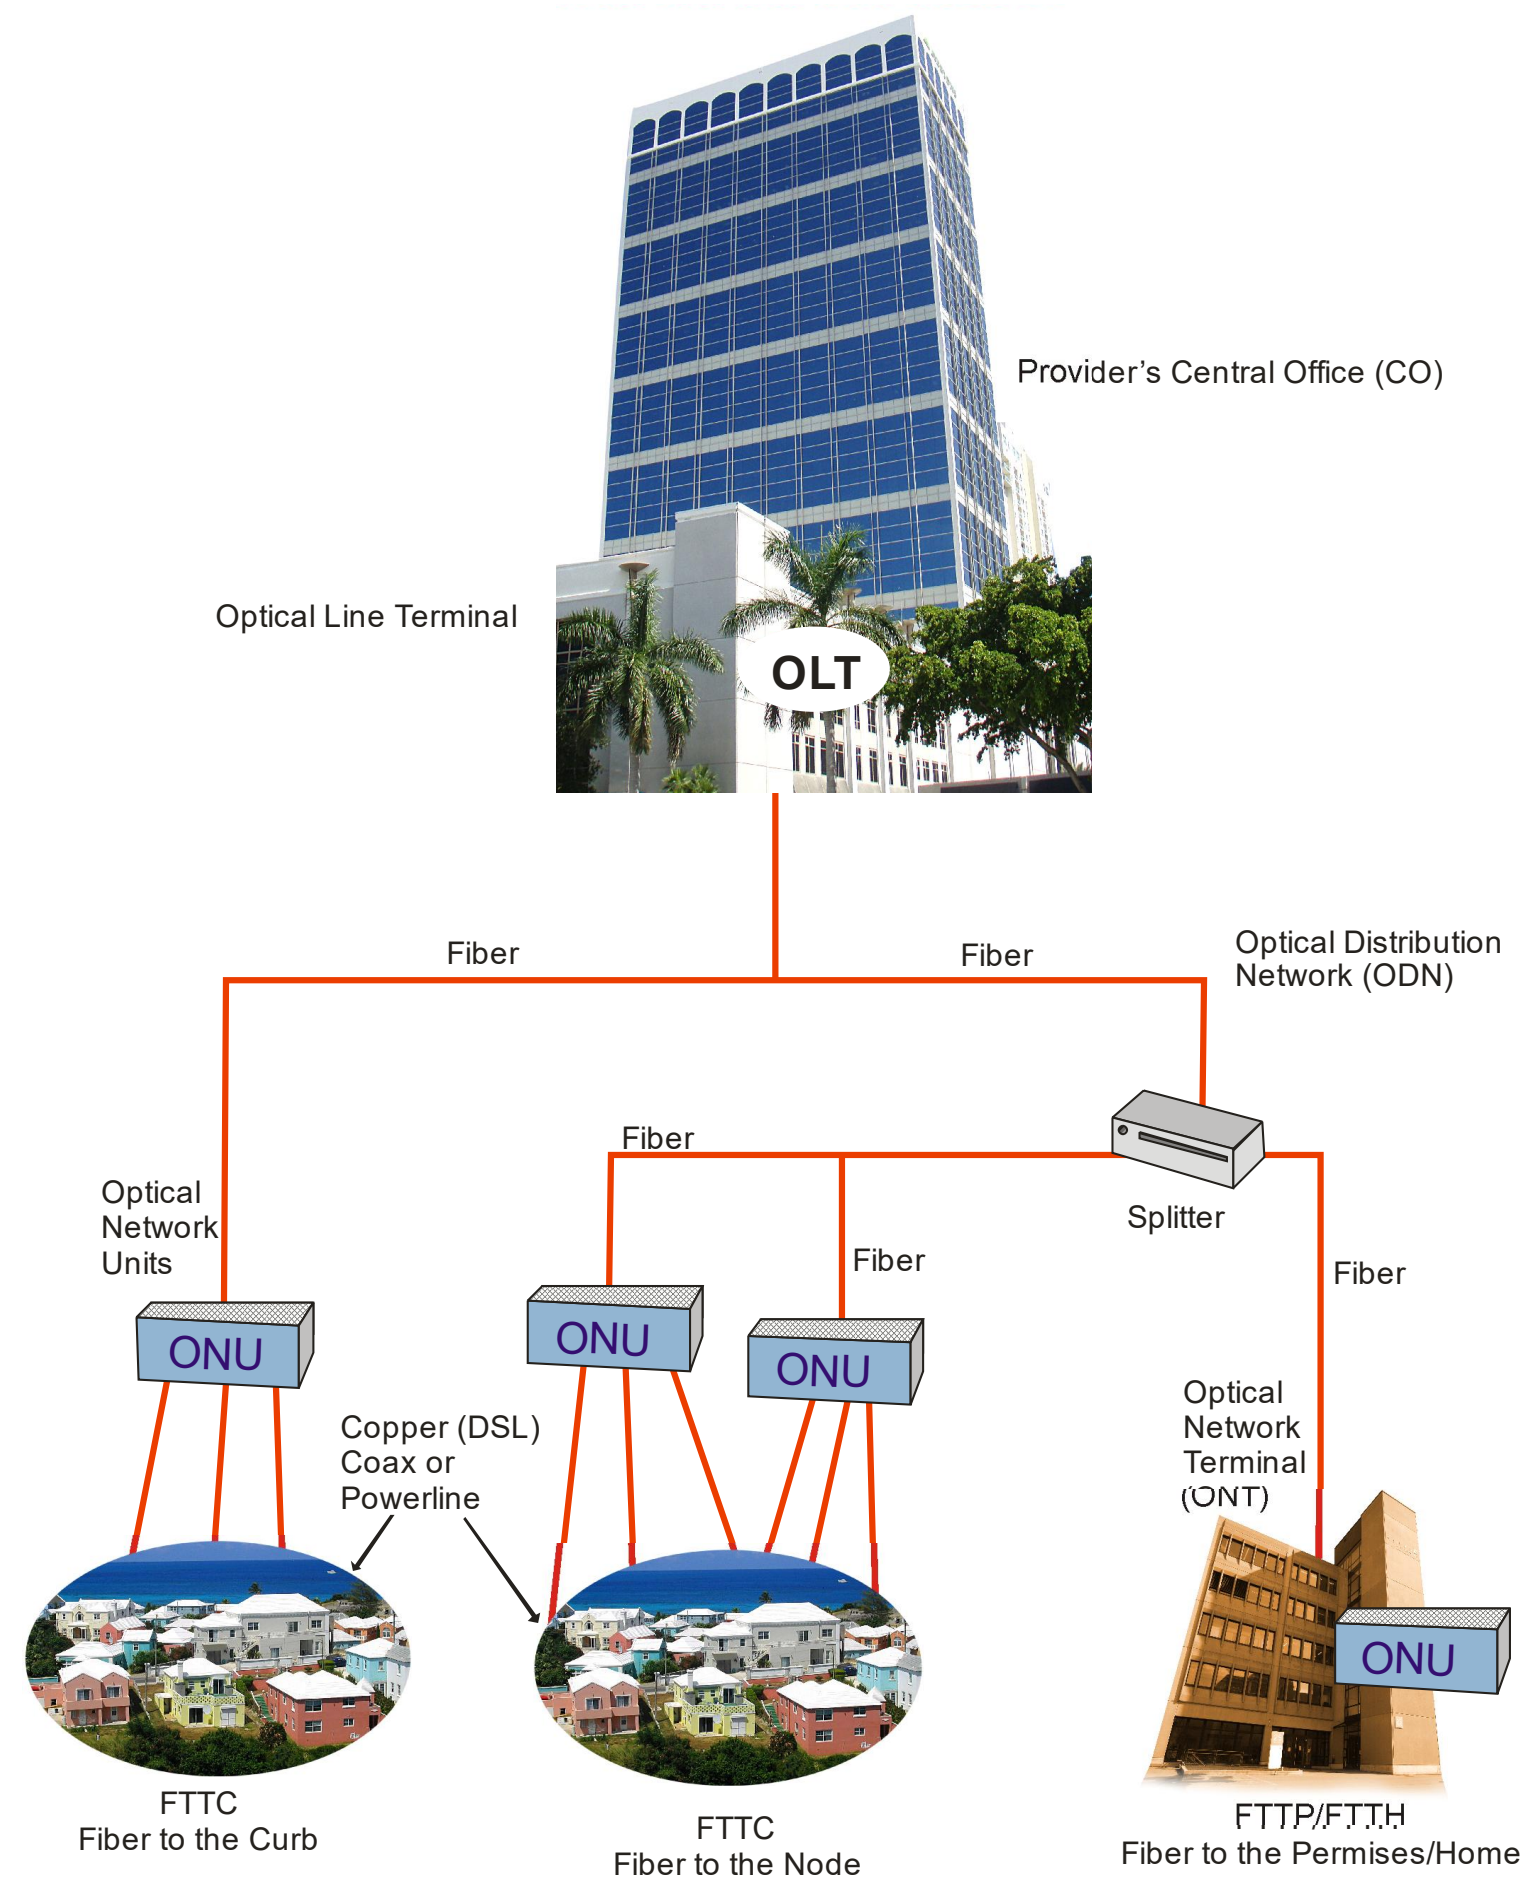 Provider's Central Office (CO)
Optical Line Terminal
OLT
Fiber
Fiber
Optical Distribution
Network (ODN)
Fiber
Splitter
Optical
Network
Units
Fiber
Fiber
ONU
ONU
ONU
Optical
Network
Terminal
(ONT)
Copper (DSL)
Coax or
Powerline
ONU
FTTC
Fiber to the Curb
FTTC
Fiber to the Node
FTTP/FTTH
Fiber to the Permises/Home